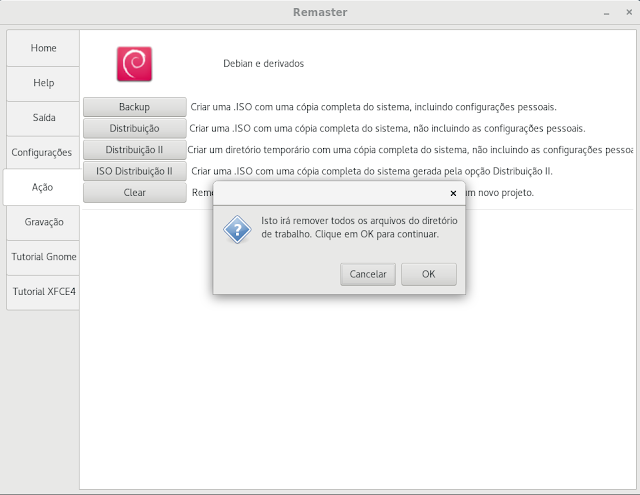 Remaster
Home
Help
Saída
Configurações
Ação
Gravação
Tutorial Gnome
Tutorial XFCE4
Debian e derivados
Backup Criar uma .ISO com uma cópia completa do sistema, incluindo configurações pessoais.
Distribuição Criar uma .ISO com uma cópia completa do sistema, não incluindo as configurações pessoais.
Distribuição II Criar um diretório temporário com uma cópia completa do sistema, não incluindo as configurações pessoa
ISO Distribuição II Criar uma .ISO com uma cópia completa do sistema gerada pela opção Distribuição II.
Clear Remo m novo projeto.
Isto irá remover todos os arquivos do diretório
de trabalho. Clique em OK para continuar.
Cancelar OK